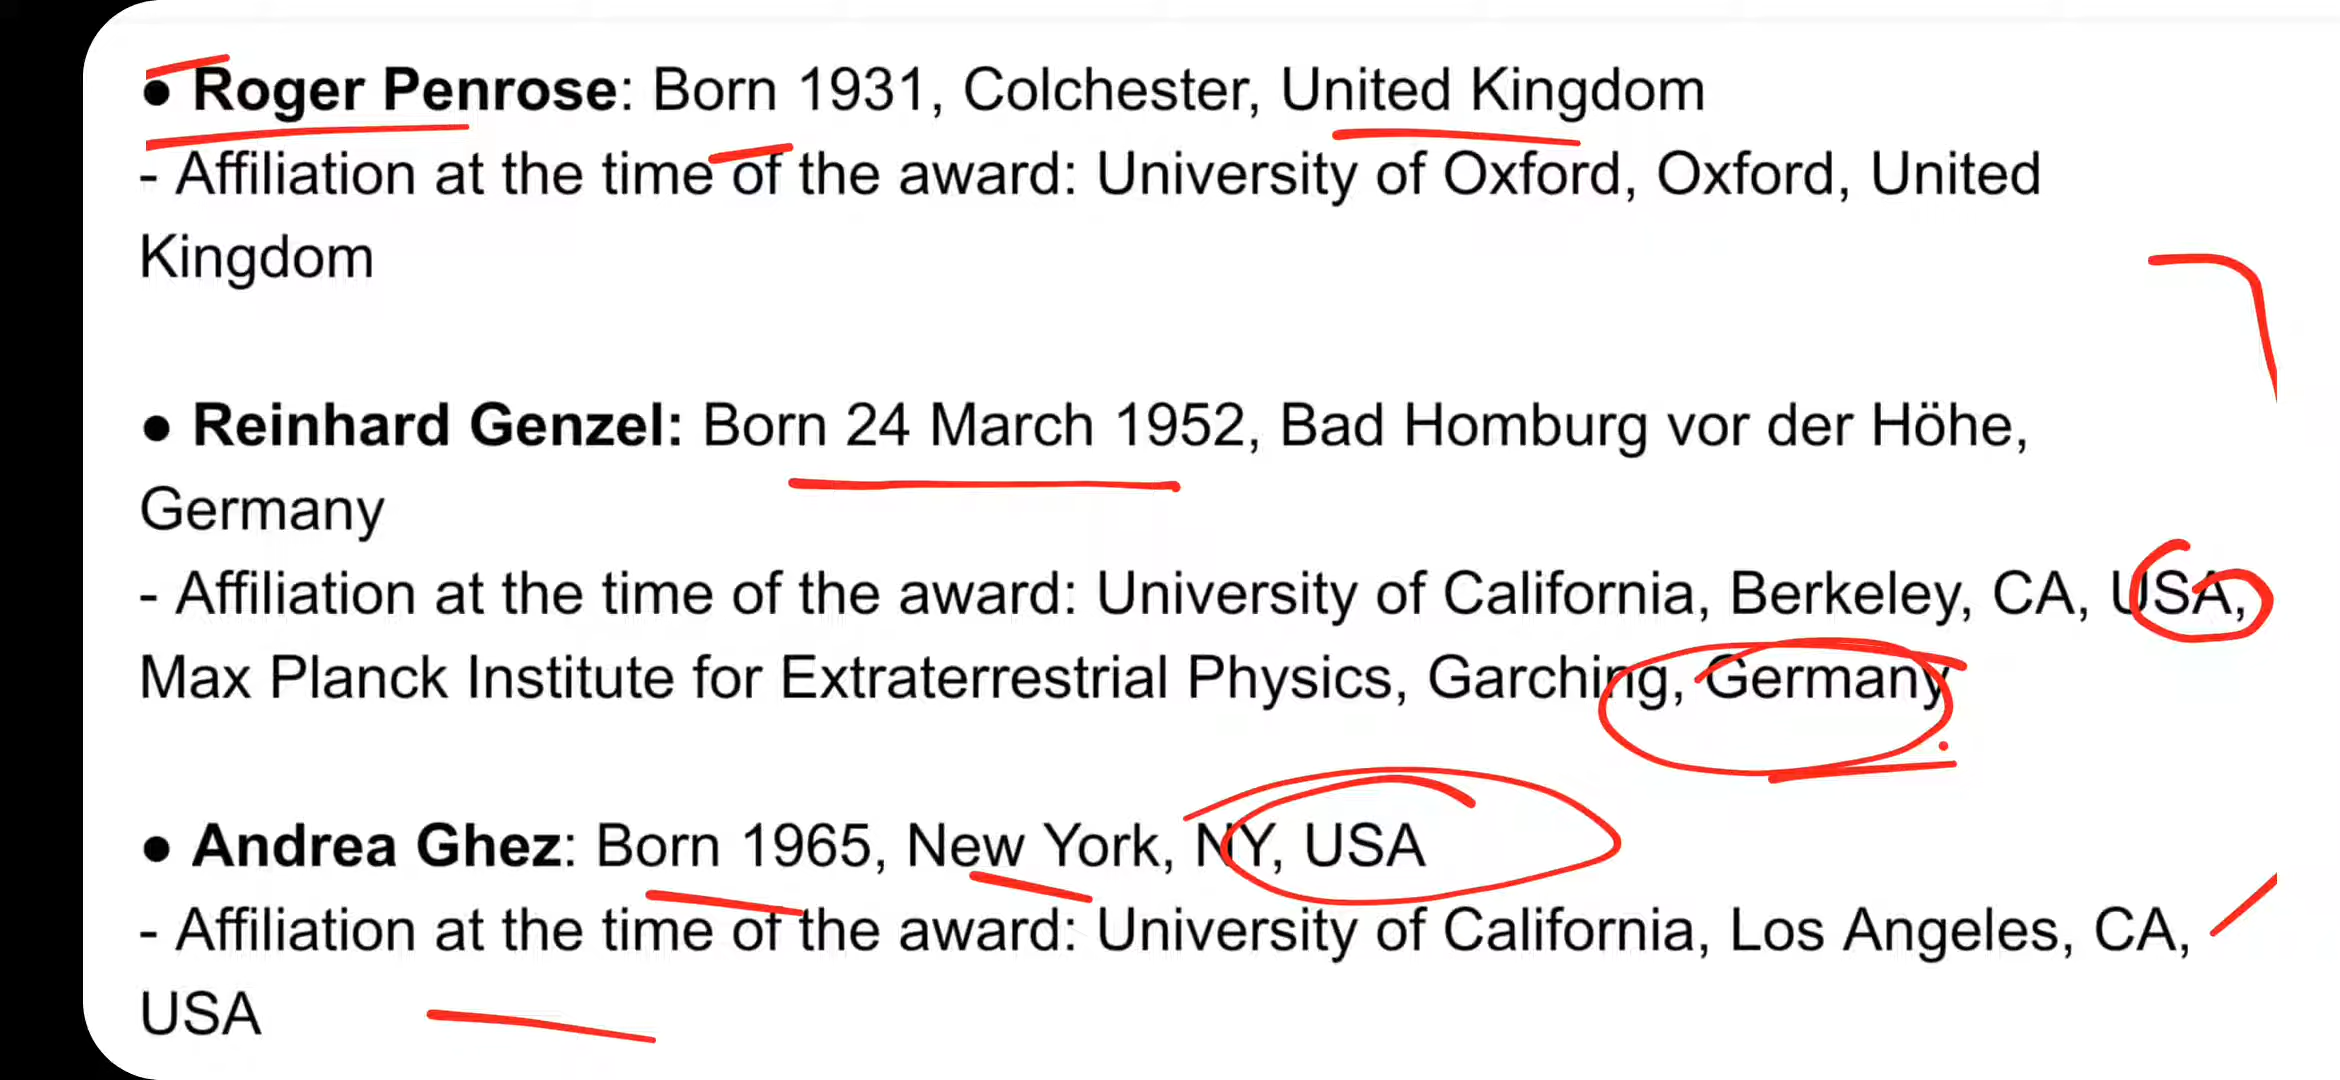 ● Roger Penrose: Born 1931, Colchester, United Kingdom
- Affiliation at the time of the award: University of Oxford, Oxford, United
Kingdom
● Reinhard Genzel: Born 24 March 1952, Bad Homburg vor der Höhe,
Germany
- Affiliation at the time of the award: University of California, Berkeley, CA, USA,
Max Planck Institute for Extraterrestrial Physics, Garching, Germany
● Andrea Ghez: Born 1965, New York, NY, USA
- Affiliation at the time of the award: University of California, Los Angeles, CA,
USA